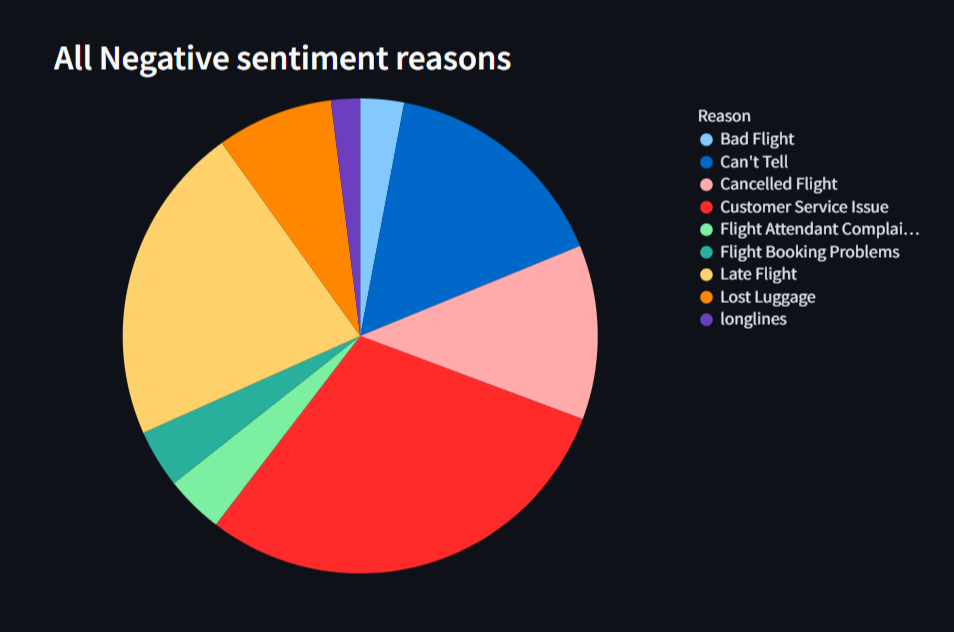 All Negative sentiment reasons
Reason
Bad Flight
Can't Tell
Cancelled Flight
Customer Service Issue
Flight Attendant Complai…
Flight Booking Problems
Late Flight
Lost Luggage
longlines